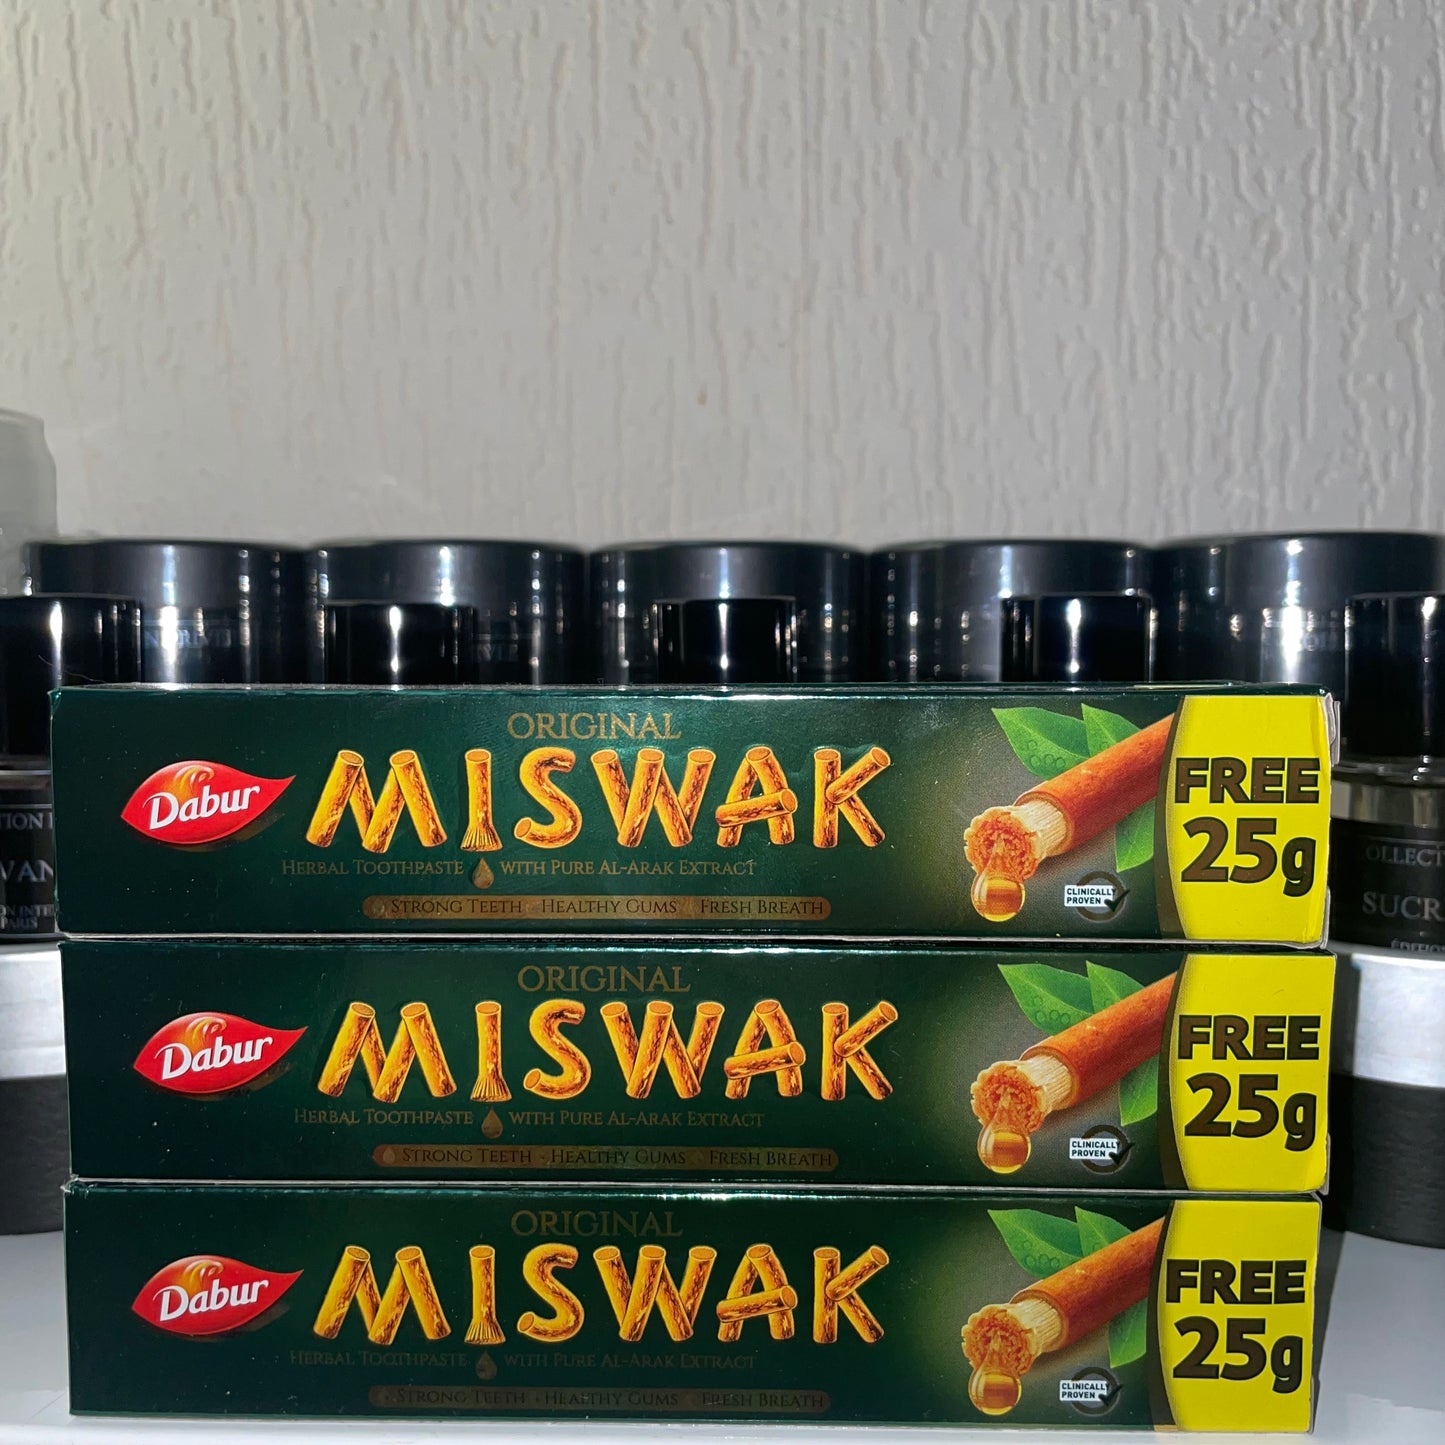 ORIGINAL
Dabur MISWAK
HERBAL TOOTHPASTE WITH PURE AL-ARAK EXTRACT
STRONG TEETH · HEALTHY GUMS FRESH BREATH
CLINICALLY
PROVEN
FREE
25g
ORIGINAL
Dabur MISWAK
HERBAL TOOTHPASTE WITH PURE AL-ARAK EXTRACT
STRONG TEETH · HEALTHY GUMS FRESH BREATH
CLINICALLY
PROVEN
FREE
25g
ORIGINAL
Dabur MISWAK
HERBAL TOOTHPASTE WITH PURE AL-ARAK EXTRACT
STRONG TEETH · HEALTHY GUMS FRESH BREATH
CLINICALLY
PROVEN
FREE
25g